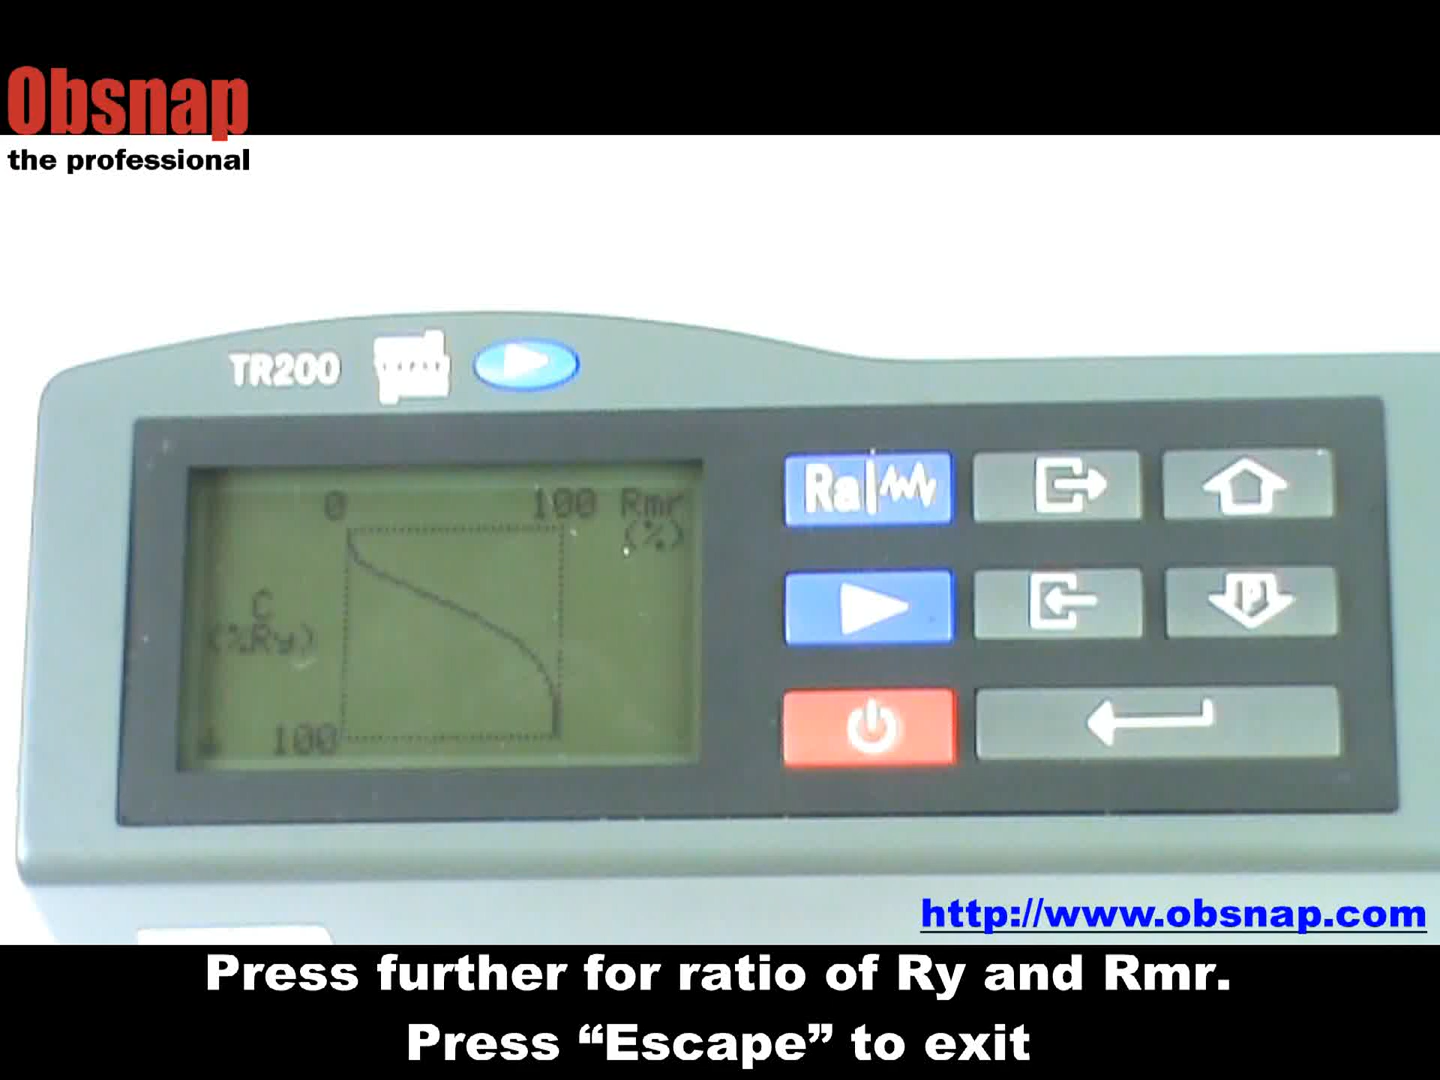 Obsnap
the professional
TR200
0 100 Rmr
(%)
C
(%Ry)
100
Ra
P
http://www.obsnap.com
Press further for ratio of Ry and Rmr.
Press “Escape” to exit